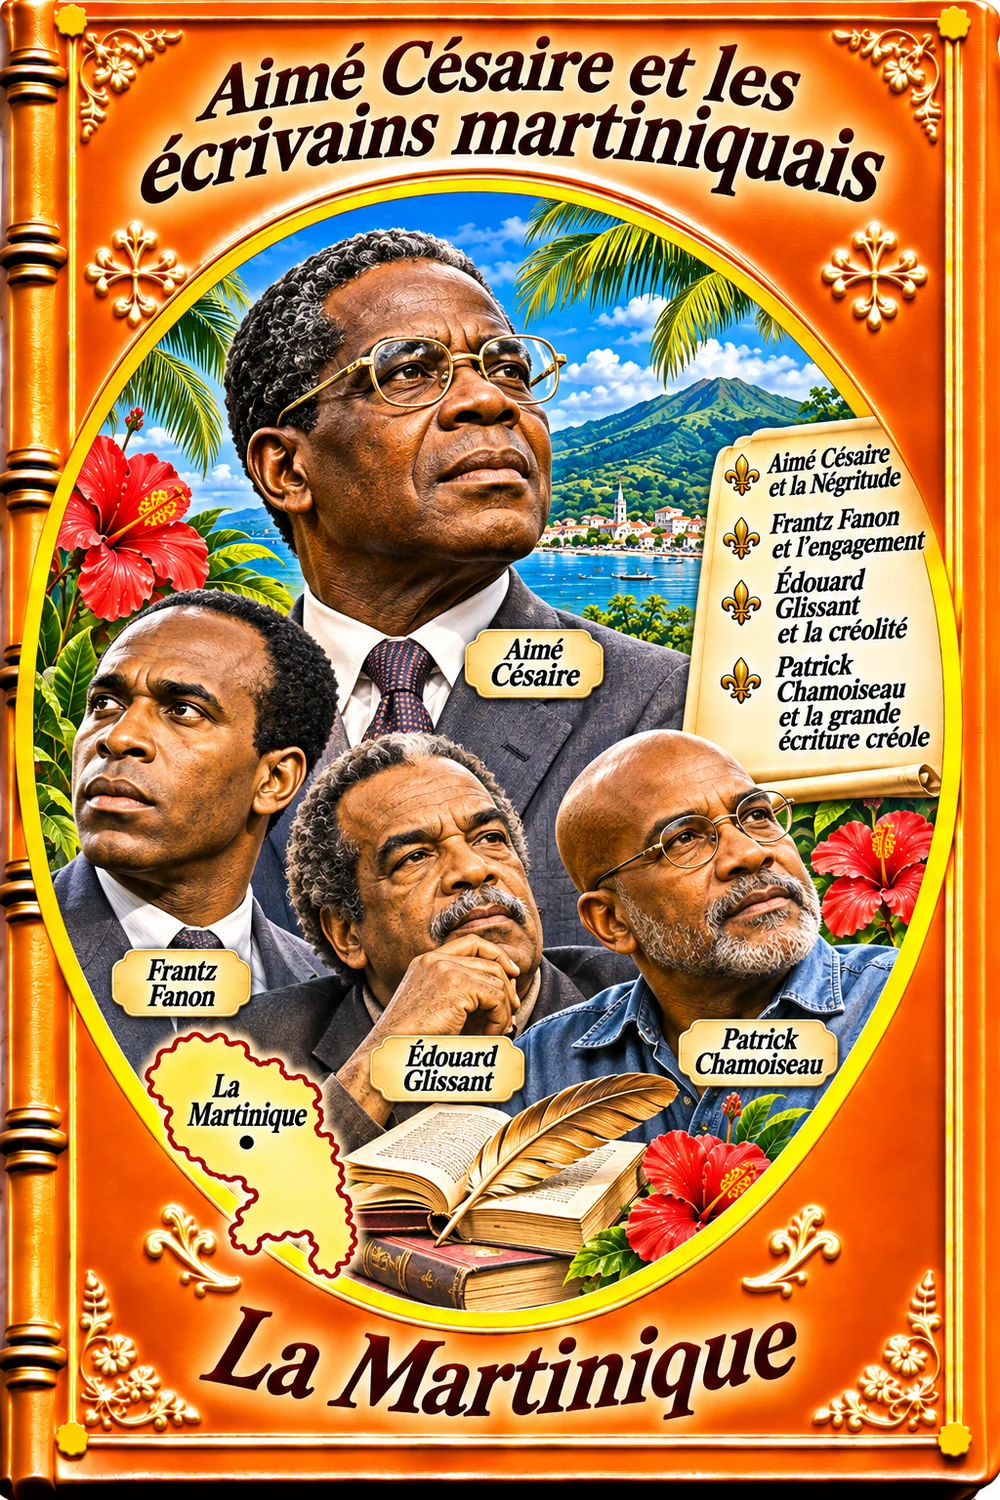 Aimé Césaire et les
écrivains martiniquais
Aimé Césaire
et la Négritude
Frantz Fanon
et l'engagement
Édouard
Glissant
et la créolité
Patrick
Chamoiseau
et la grande
écriture créole
Aimé
Césaire
Frantz
Fanon
Édouard
Glissant
Patrick
Chamoiseau
La
Martinique
La Martinique